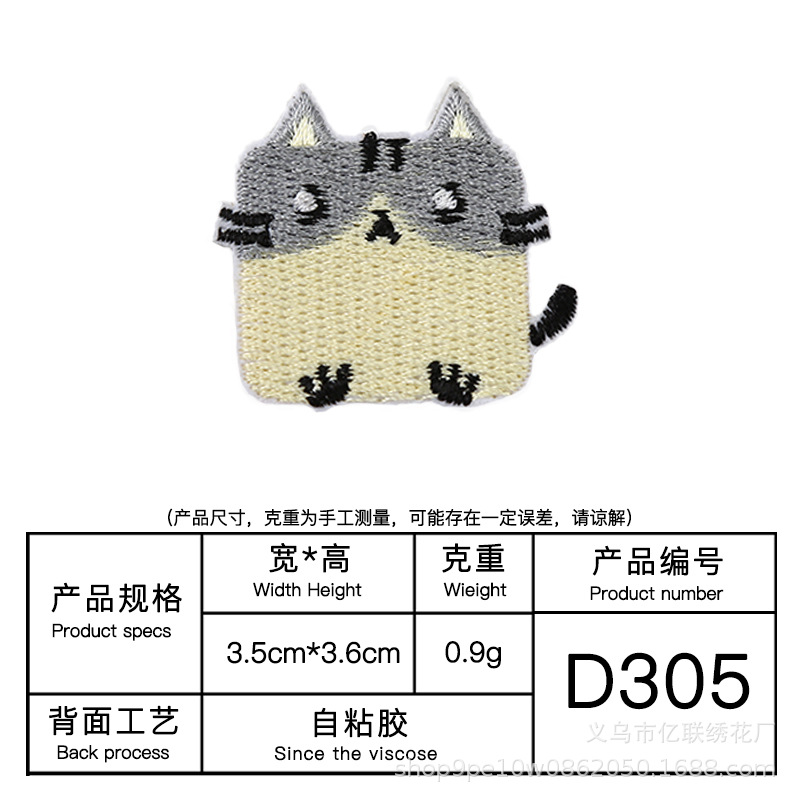 （产品尺寸，克重为手工测量，可能存在一定误差，请谅解）
产品规格
Product specs
宽*高
Width Height
克重
Wieight
产品编号
Product number
3.5cm*3.6cm
0.9g
D305
背面工艺
Back process
自粘胶
Since the viscose
义乌市亿联绣花厂
shop9pe10w0862050.1688.com